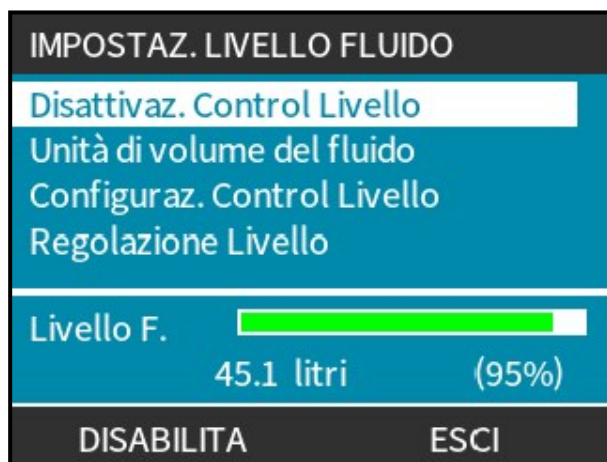 IMPOSTAZ. LIVELLO FLUIDO
Disattivaz. Control Livello
Unità di volume del fluido
Configuraz. Control Livello
Regolazione Livello
Livello F.
45.1 litri (95%)
DISABILITA ESCI